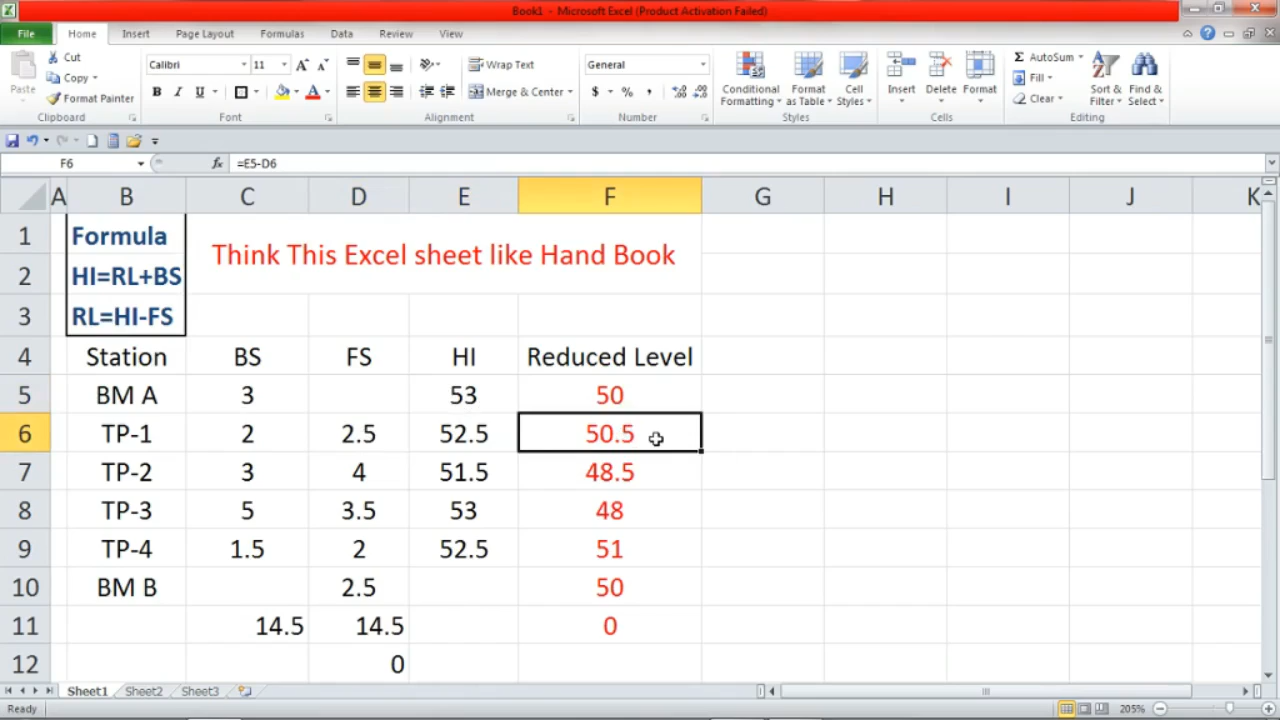 Book1 - Microsoft Excel (Product Activation Failed)
File Home Insert Page Layout Formulas Data Review View
Paste Cut Copy Format Painter Clipboard
Calibri 11 A A B I U A Font
Wrap Text Merge & Center Alignment
General $ % , .0 .00 .00 .0 Number
Conditional Formatting Format as Table Cell Styles Styles
Insert Delete Format Cells
Σ AutoSum Fill Clear Sort & Filter Find & Select Editing
F6 fx =E5-D6
A B C D E F G H I J K
1 Formula Think This Excel sheet like Hand Book
2 HI=RL+BS
3 RL=HI-FS
4 Station BS FS HI Reduced Level
5 BM A 3 53 50
6 TP-1 2 2.5 52.5 50.5
7 TP-2 3 4 51.5 48.5
8 TP-3 5 3.5 53 48
9 TP-4 1.5 2 52.5 51
10 BM B 2.5 50
11 14.5 14.5 0
12 0
Sheet1 Sheet2 Sheet3
Ready 205%